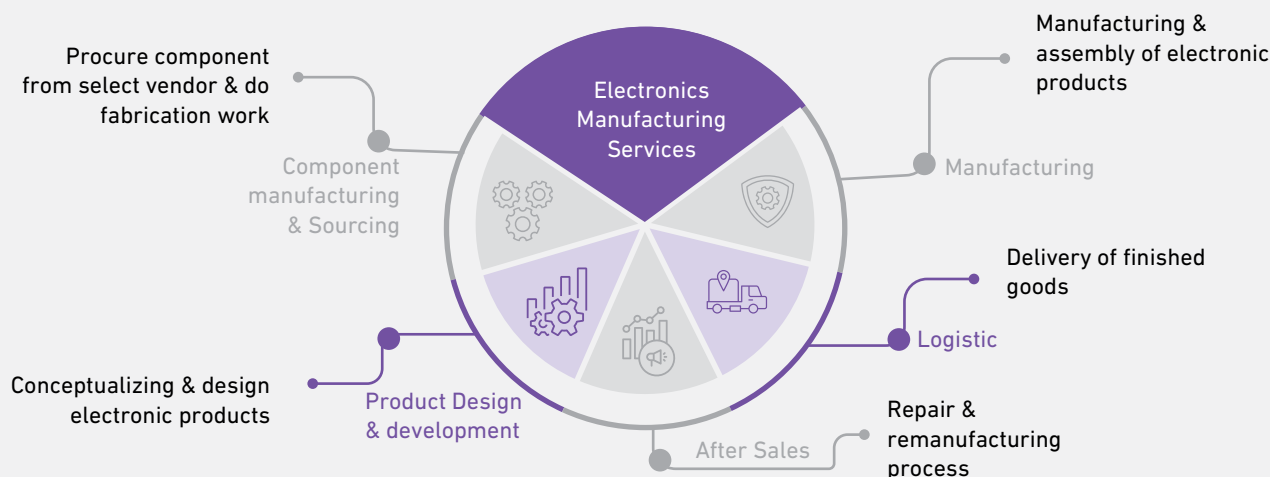 Procure component
from select vendor & do
fabrication work
Component
manufacturing
& Sourcing
Electronics
Manufacturing
Services
Manufacturing &
assembly of electronic
products
Manufacturing
Delivery of finished
goods
Logistic
Conceptualizing & design
electronic products
Product Design
& development
After Sales
Repair &
remanufacturing
process